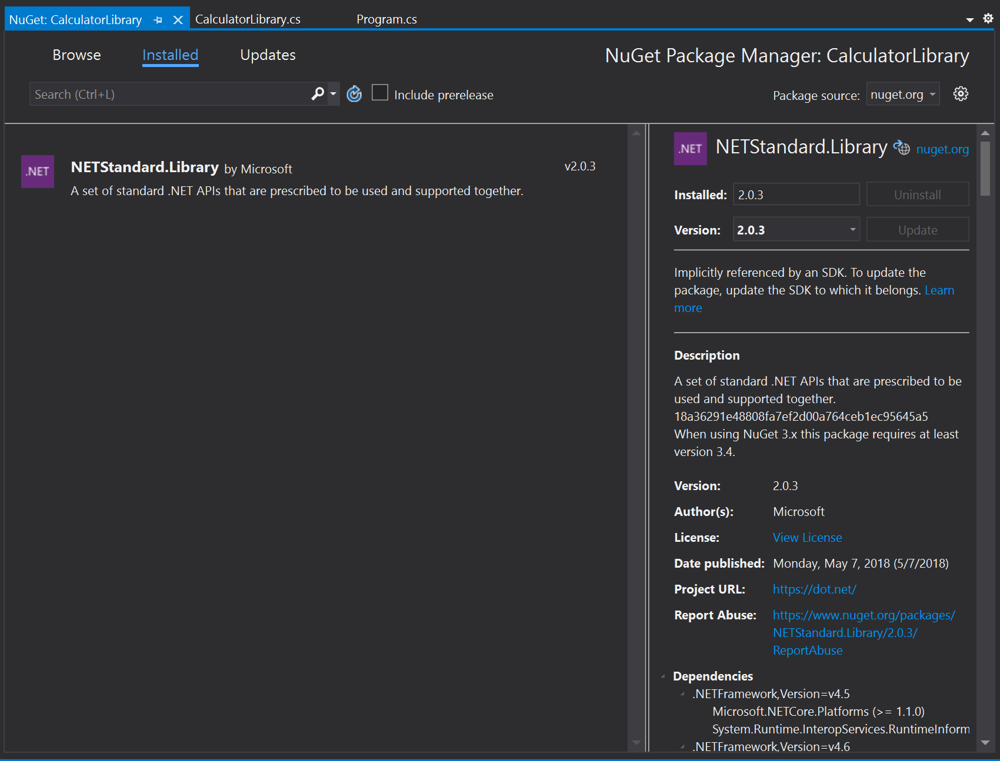 NuGet: CalculatorLibrary
CalculatorLibrary.cs
Program.cs
Browse
Installed
Updates
NuGet Package Manager: CalculatorLibrary
Search (Ctrl+L)
Include prerelease
Package source:
nuget.org
.NET
NETStandard.Library by Microsoft
v2.0.3
A set of standard .NET APIs that are prescribed to be used and supported together.
.NET
NETStandard.Library
nuget.org
Installed:
2.0.3
Uninstall
Version:
2.0.3
Update
Implicitly referenced by an SDK. To update the
package, update the SDK to which it belongs. Learn
more
Description
A set of standard .NET APIs that are prescribed to be
used and supported together.
18a36291e48808fa7ef2d00a764ceb1ec95645a5
When using NuGet 3.x this package requires at least
version 3.4.
Version: 2.0.3
Author(s): Microsoft
License: View License
Date published: Monday, May 7, 2018 (5/7/2018)
Project URL: https://dot.net/
Report Abuse: https://www.nuget.org/packages/
NETStandard.Library/2.0.3/
ReportAbuse
Dependencies
.NETFramework,Version=v4.5
Microsoft.NETCore.Platforms (>= 1.1.0)
System.Runtime.InteropServices.RuntimeInform
.NETFramework,Version=v4.6